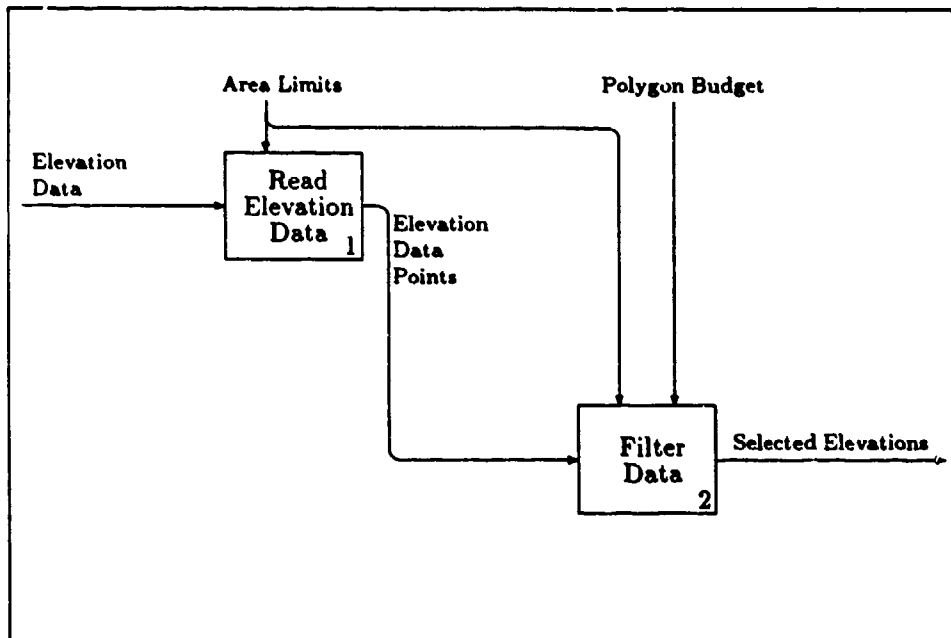 Area Limits
Polygon Budget
Elevation
Data
Read
Elevation
Data
1
Elevation
Data
Points
Filter
Data
2
Selected Elevations